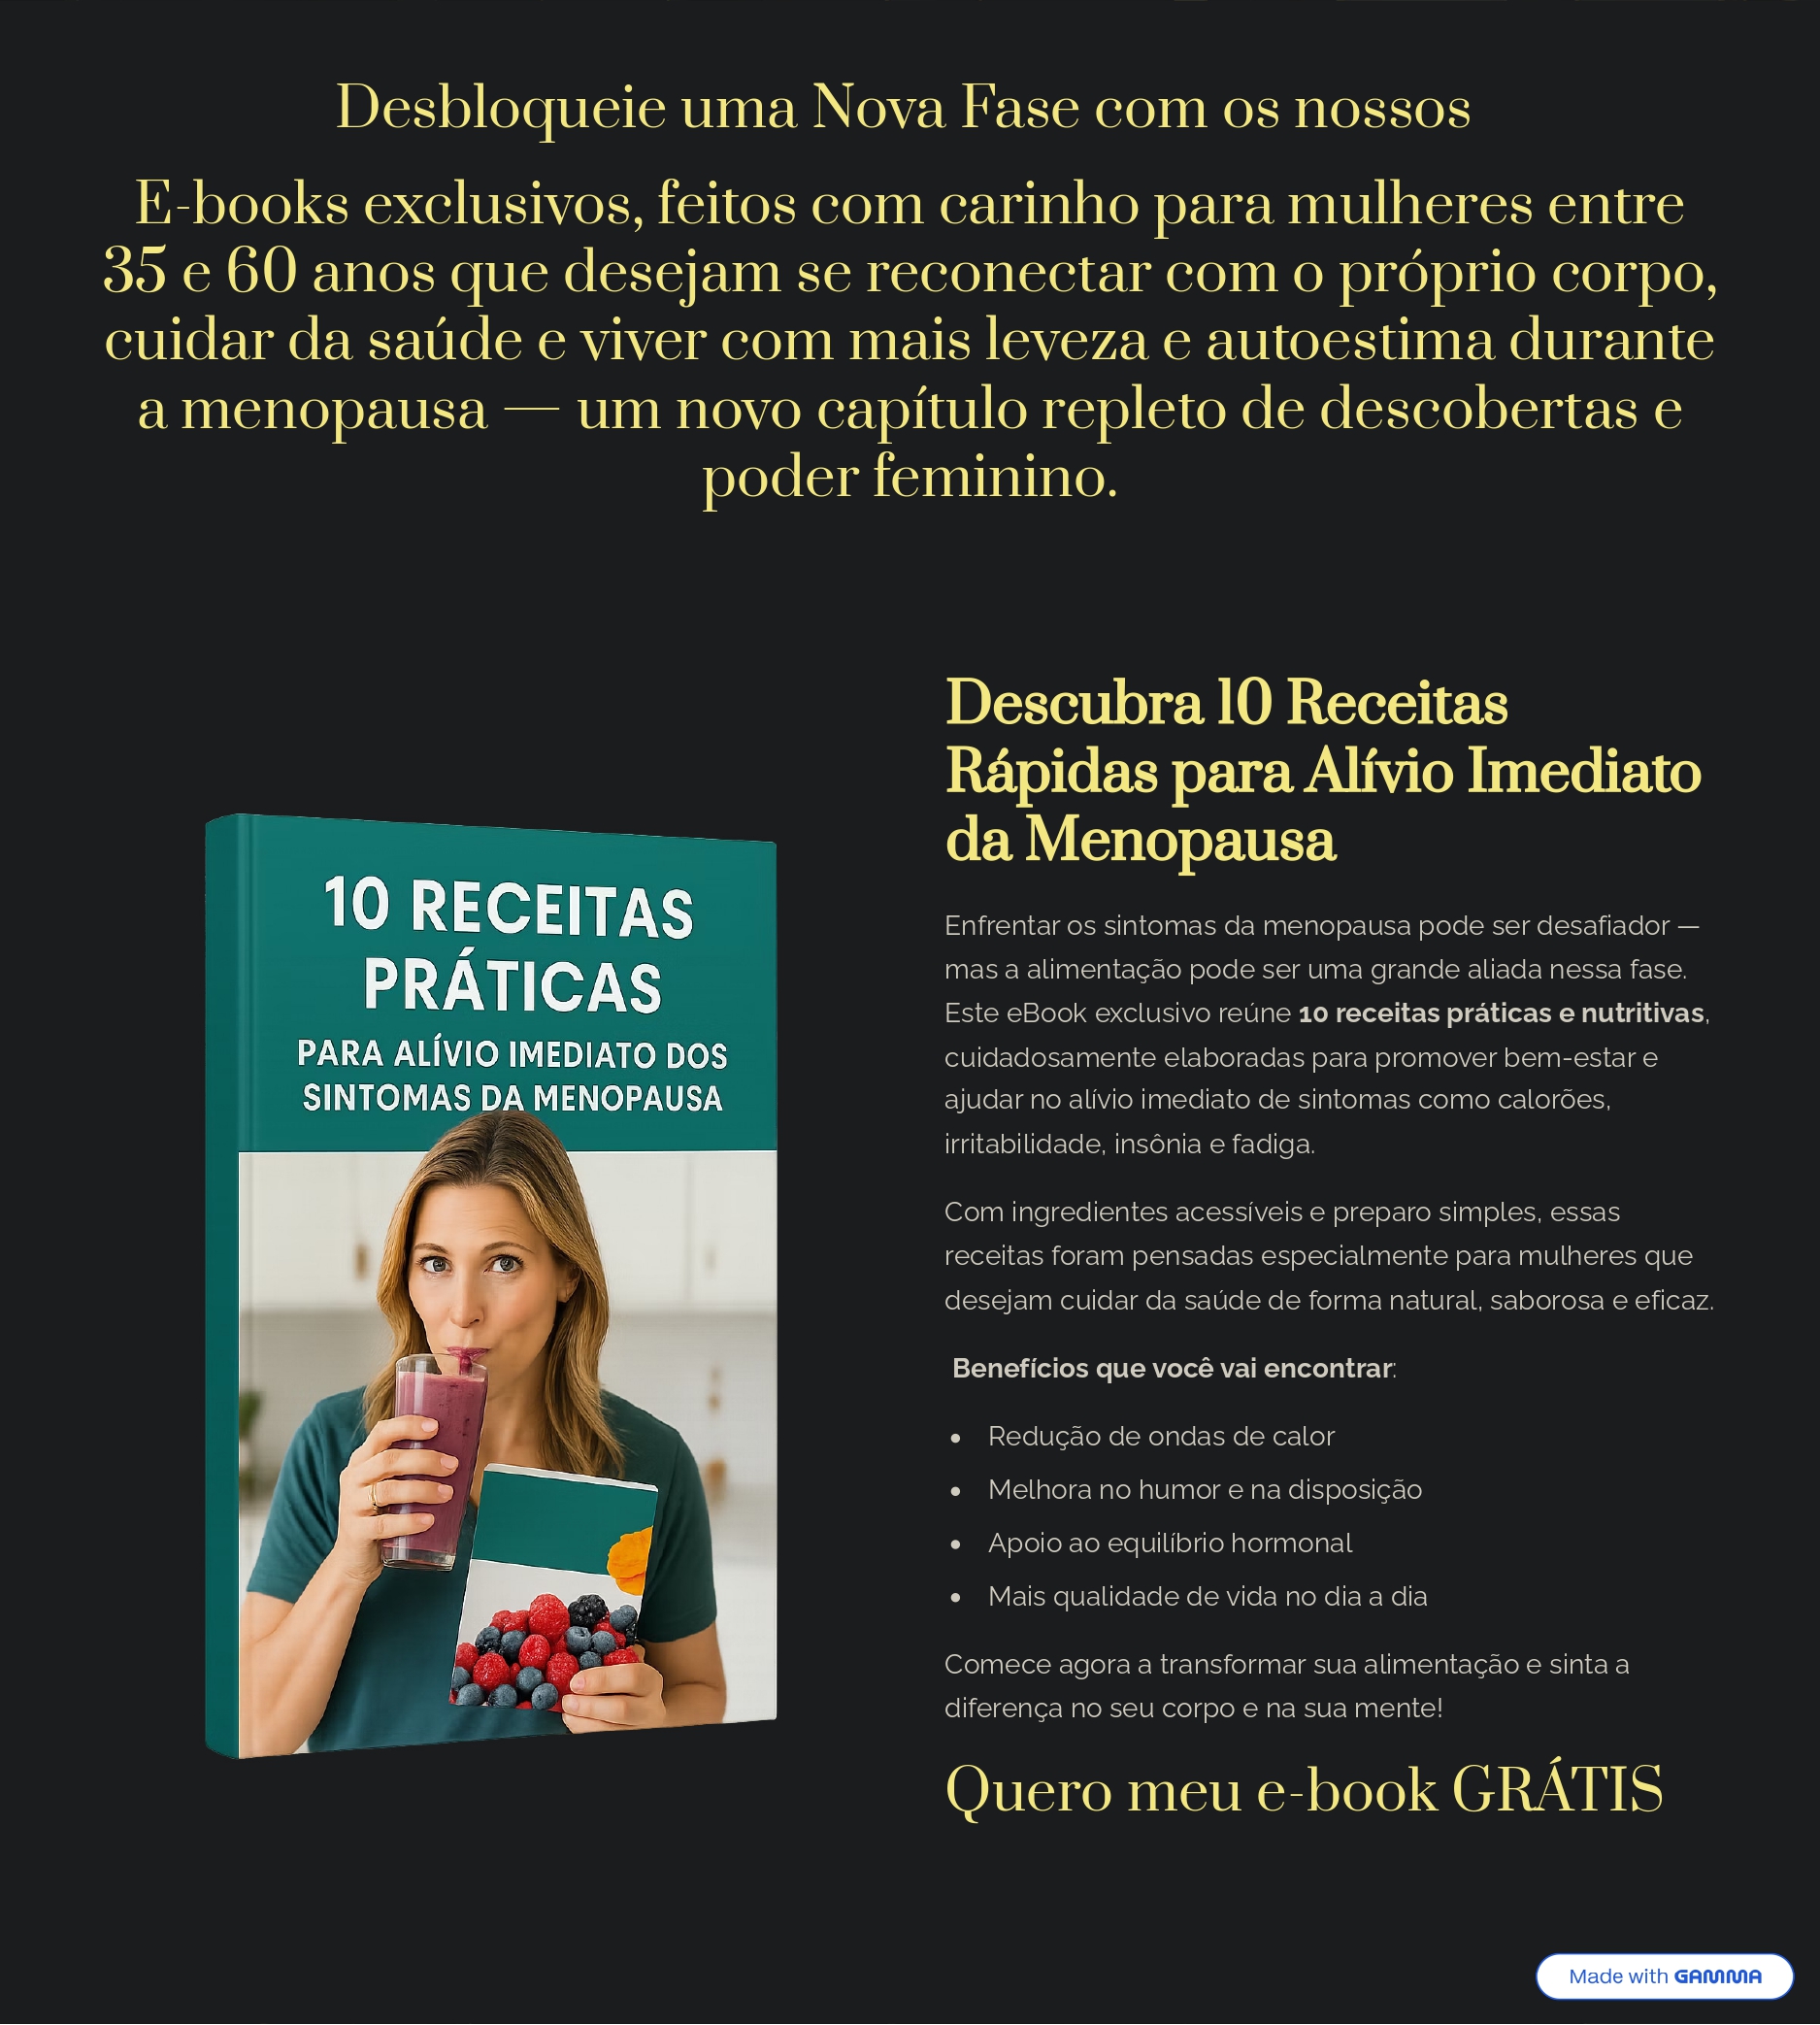 Desbloqueie uma Nova Fase com os nossos
E-books exclusivos, feitos com carinho para mulheres entre
35 e 60 anos que desejam se reconectar com o próprio corpo,
cuidar da saúde e viver com mais leveza e autoestima durante
a menopausa — um novo capítulo repleto de descobertas e
poder feminino.
10 RECEITAS
PRÁTICAS
PARA ALÍVIO IMEDIATO DOS
SINTOMAS DA MENOPAUSA
Descubra 10 Receitas
Rápidas para Alívio Imediato
da Menopausa
Enfrentar os sintomas da menopausa pode ser desafiador —
mas a alimentação pode ser uma grande aliada nessa fase.
Este eBook exclusivo reúne 10 receitas práticas e nutritivas,
cuidadosamente elaboradas para promover bem-estar e
ajudar no alívio imediato de sintomas como calorões,
irritabilidade, insônia e fadiga.
Com ingredientes acessíveis e preparo simples, essas
receitas foram pensadas especialmente para mulheres que
desejam cuidar da saúde de forma natural, saborosa e eficaz.
Benefícios que você vai encontrar:
• Redução de ondas de calor
• Melhora no humor e na disposição
• Apoio ao equilíbrio hormonal
• Mais qualidade de vida no dia a dia
Comece agora a transformar sua alimentação e sinta a
diferença no seu corpo e na sua mente!
Quero meu e-book GRÁTIS
Made with GAMMA